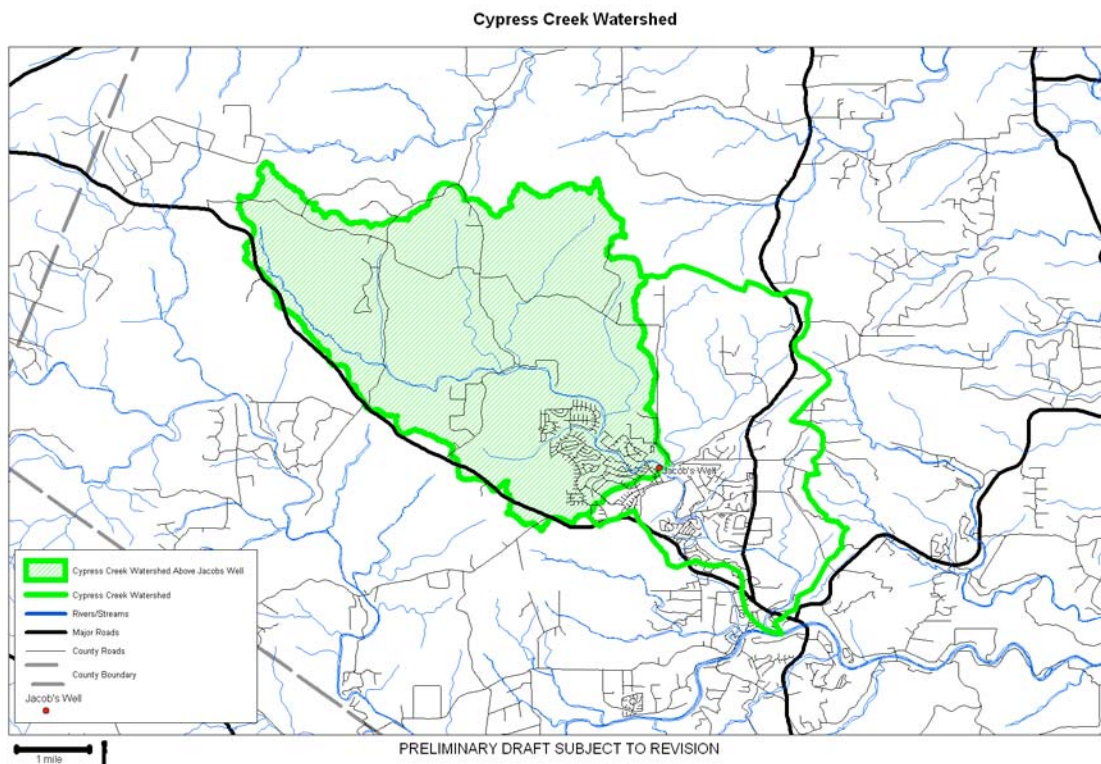 Cypress Creek Watershed
Jacob's Well
Cypress Creek Watershed Above Jacobs Well
Cypress Creek Watershed
Rivers/Streams
Major Roads
County Roads
County Boundary
Jacob's Well
1 mile
PRELIMINARY DRAFT SUBJECT TO REVISION